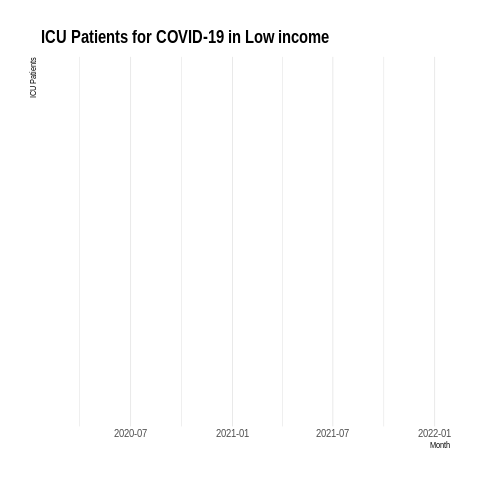 ICU Patients for COVID-19 in Low income
ICU Patients
2020-07 2021-01 2021-07 2022-01
Month